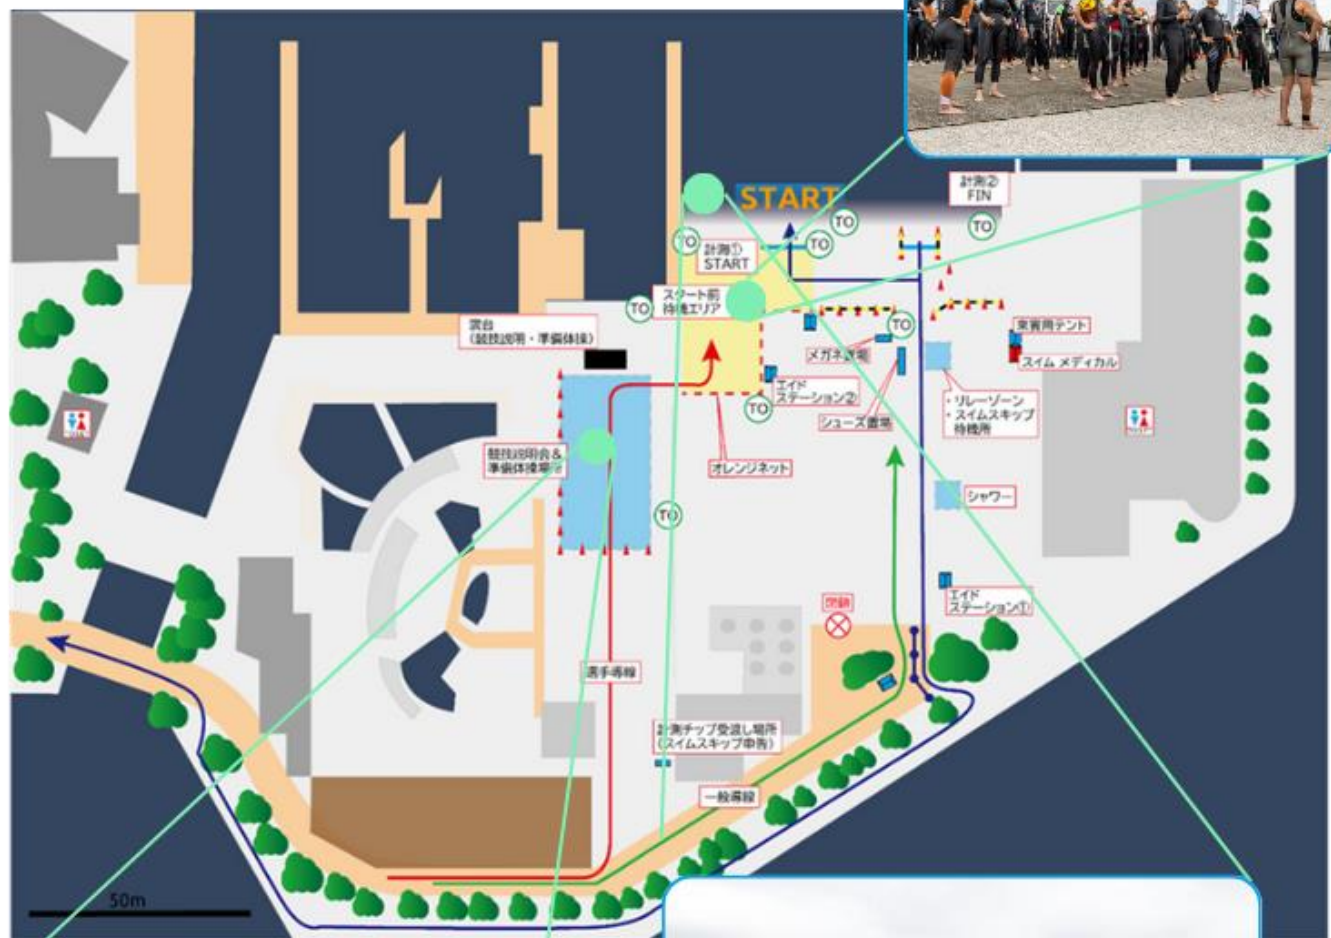 START
計測②
FIN
TO
TO
TO
TO
計測①
START
スタート前
待機エリア
TO
演台
(競技説明・準備体操)
TO
メガネ置場
来賓用テント
スイム メディカル
エイド
ステーション②
TO
シューズ置場
・リレーゾーン
・スイムスキップ
待機所
競技説明会&
準備体操場所
オレンジネット
シャワー
TO
エイド
ステーション①
閉鎖
選手導線
計測チップ受渡し場所
(スイムスキップ申告)
一般導線
50m